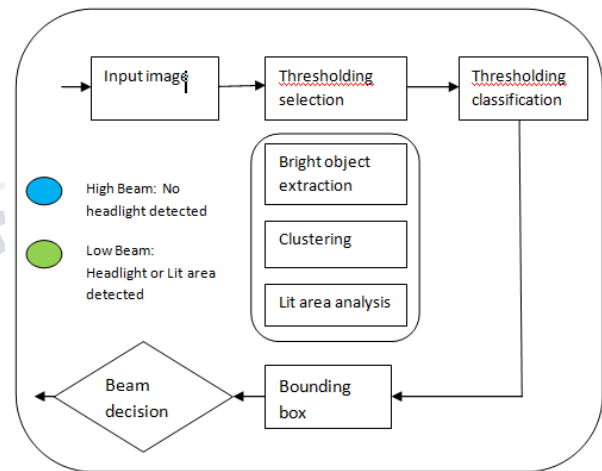 Input image
Thresholding
selection
Thresholding
classification
Bright object
extraction
Clustering
Lit area analysis
High Beam: No
headlight detected
Low Beam:
Headlight or Lit area
detected
Beam
decision
Bounding
box